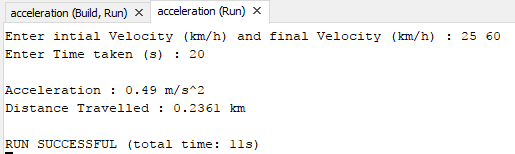 acceleration (Build, Run) × acceleration (Run) ×
Enter intial Velocity (km/h) and final Velocity (km/h) : 25 60
Enter Time taken (s) : 20
Acceleration : 0.49 m/s^2
Distance Travelled : 0.2361 km
RUN SUCCESSFUL (total time: 11s)